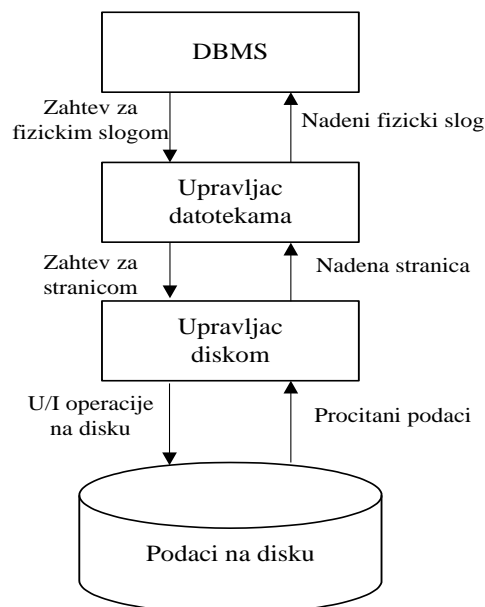 DBMS
Zahtev za
fizickim slogom
Nadeni fizicki slog
Upravljac
datotekama
Zahtev za
stranicom
Nadena stranica
Upravljac
diskom
U/I operacije
na disku
Procitani podaci
Podaci na disku